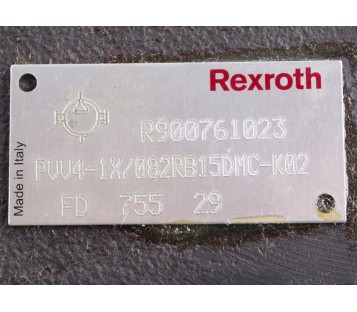 Rexroth
R900761023
PVV4-1X/082RB15DMC-K02
FD 755 29
Made in Italy